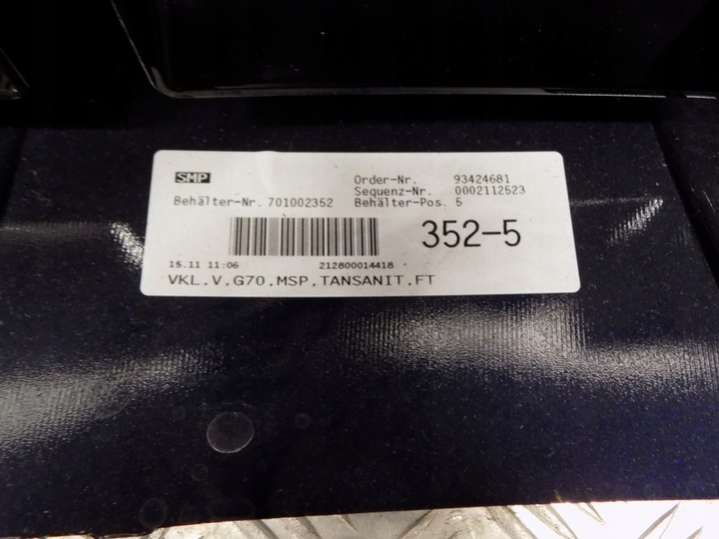 SMP
Order-Nr. 93424681
Sequenz-Nr. 0002112523
Behälter-Nr. 701002352 Behälter-Pos. 5
352-5
15.11 11:06 212800014418
VKL.V.G70.MSP.TANSANIT.FT